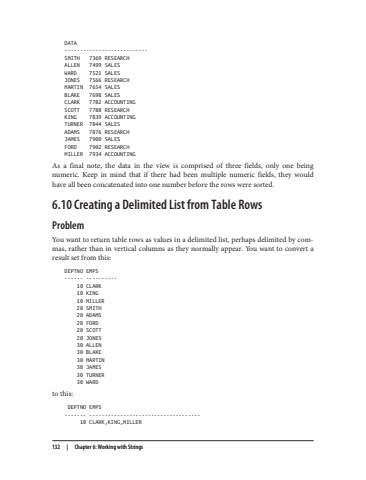 DATA
---------------------------
SMITH   7369 RESEARCH
ALLEN   7499 SALES
WARD    7521 SALES
JONES   7566 RESEARCH
MARTIN  7654 SALES
BLAKE   7698 SALES
CLARK   7782 ACCOUNTING
SCOTT   7788 RESEARCH
KING    7839 ACCOUNTING
TURNER  7844 SALES
ADAMS   7876 RESEARCH
JAMES   7900 SALES
FORD    7902 RESEARCH
MILLER  7934 ACCOUNTING
As a final note, the data in the view is comprised of three fields, only one being
numeric. Keep in mind that if there had been multiple numeric fields, they would
have all been concatenated into one number before the rows were sorted.
6.10 Creating a Delimited List from Table Rows
Problem
You want to return table rows as values in a delimited list, perhaps delimited by com-
mas, rather than in vertical columns as they normally appear. You want to convert a
result set from this:
DEPTNO EMPS
------ ----------
10 CLARK
10 KING
10 MILLER
20 SMITH
20 ADAMS
20 FORD
20 SCOTT
20 JONES
30 ALLEN
30 BLAKE
30 MARTIN
30 JAMES
30 TURNER
30 WARD
to this:
DEPTNO EMPS
------- ------------------------------------
10 CLARK,KING,MILLER
132 | Chapter 6: Working with Strings